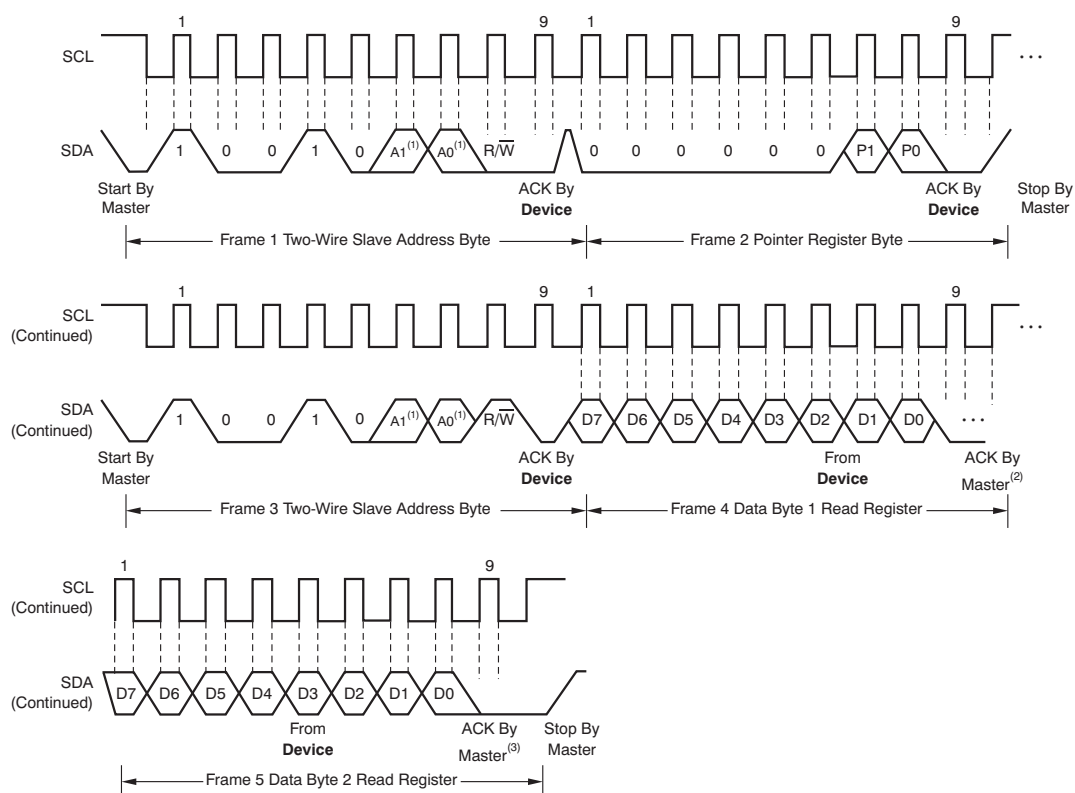 1 9 1 9
SCL ...
SDA 1 0 0 1 0 A1(1) A0(1) R/W 0 0 0 0 0 0 P1 P0
Start By Master ACK By Device ACK By Device Stop By Master
Frame 1 Two-Wire Slave Address Byte Frame 2 Pointer Register Byte
1 9 1 9
SCL (Continued) ...
SDA (Continued) 1 0 0 1 0 A1(1) A0(1) R/W D7 D6 D5 D4 D3 D2 D1 D0 ...
Start By Master ACK By Device From Device ACK By Master(2)
Frame 3 Two-Wire Slave Address Byte Frame 4 Data Byte 1 Read Register
1 9
SCL (Continued)
SDA (Continued) D7 D6 D5 D4 D3 D2 D1 D0
From Device ACK By Master(3) Stop By Master
Frame 5 Data Byte 2 Read Register